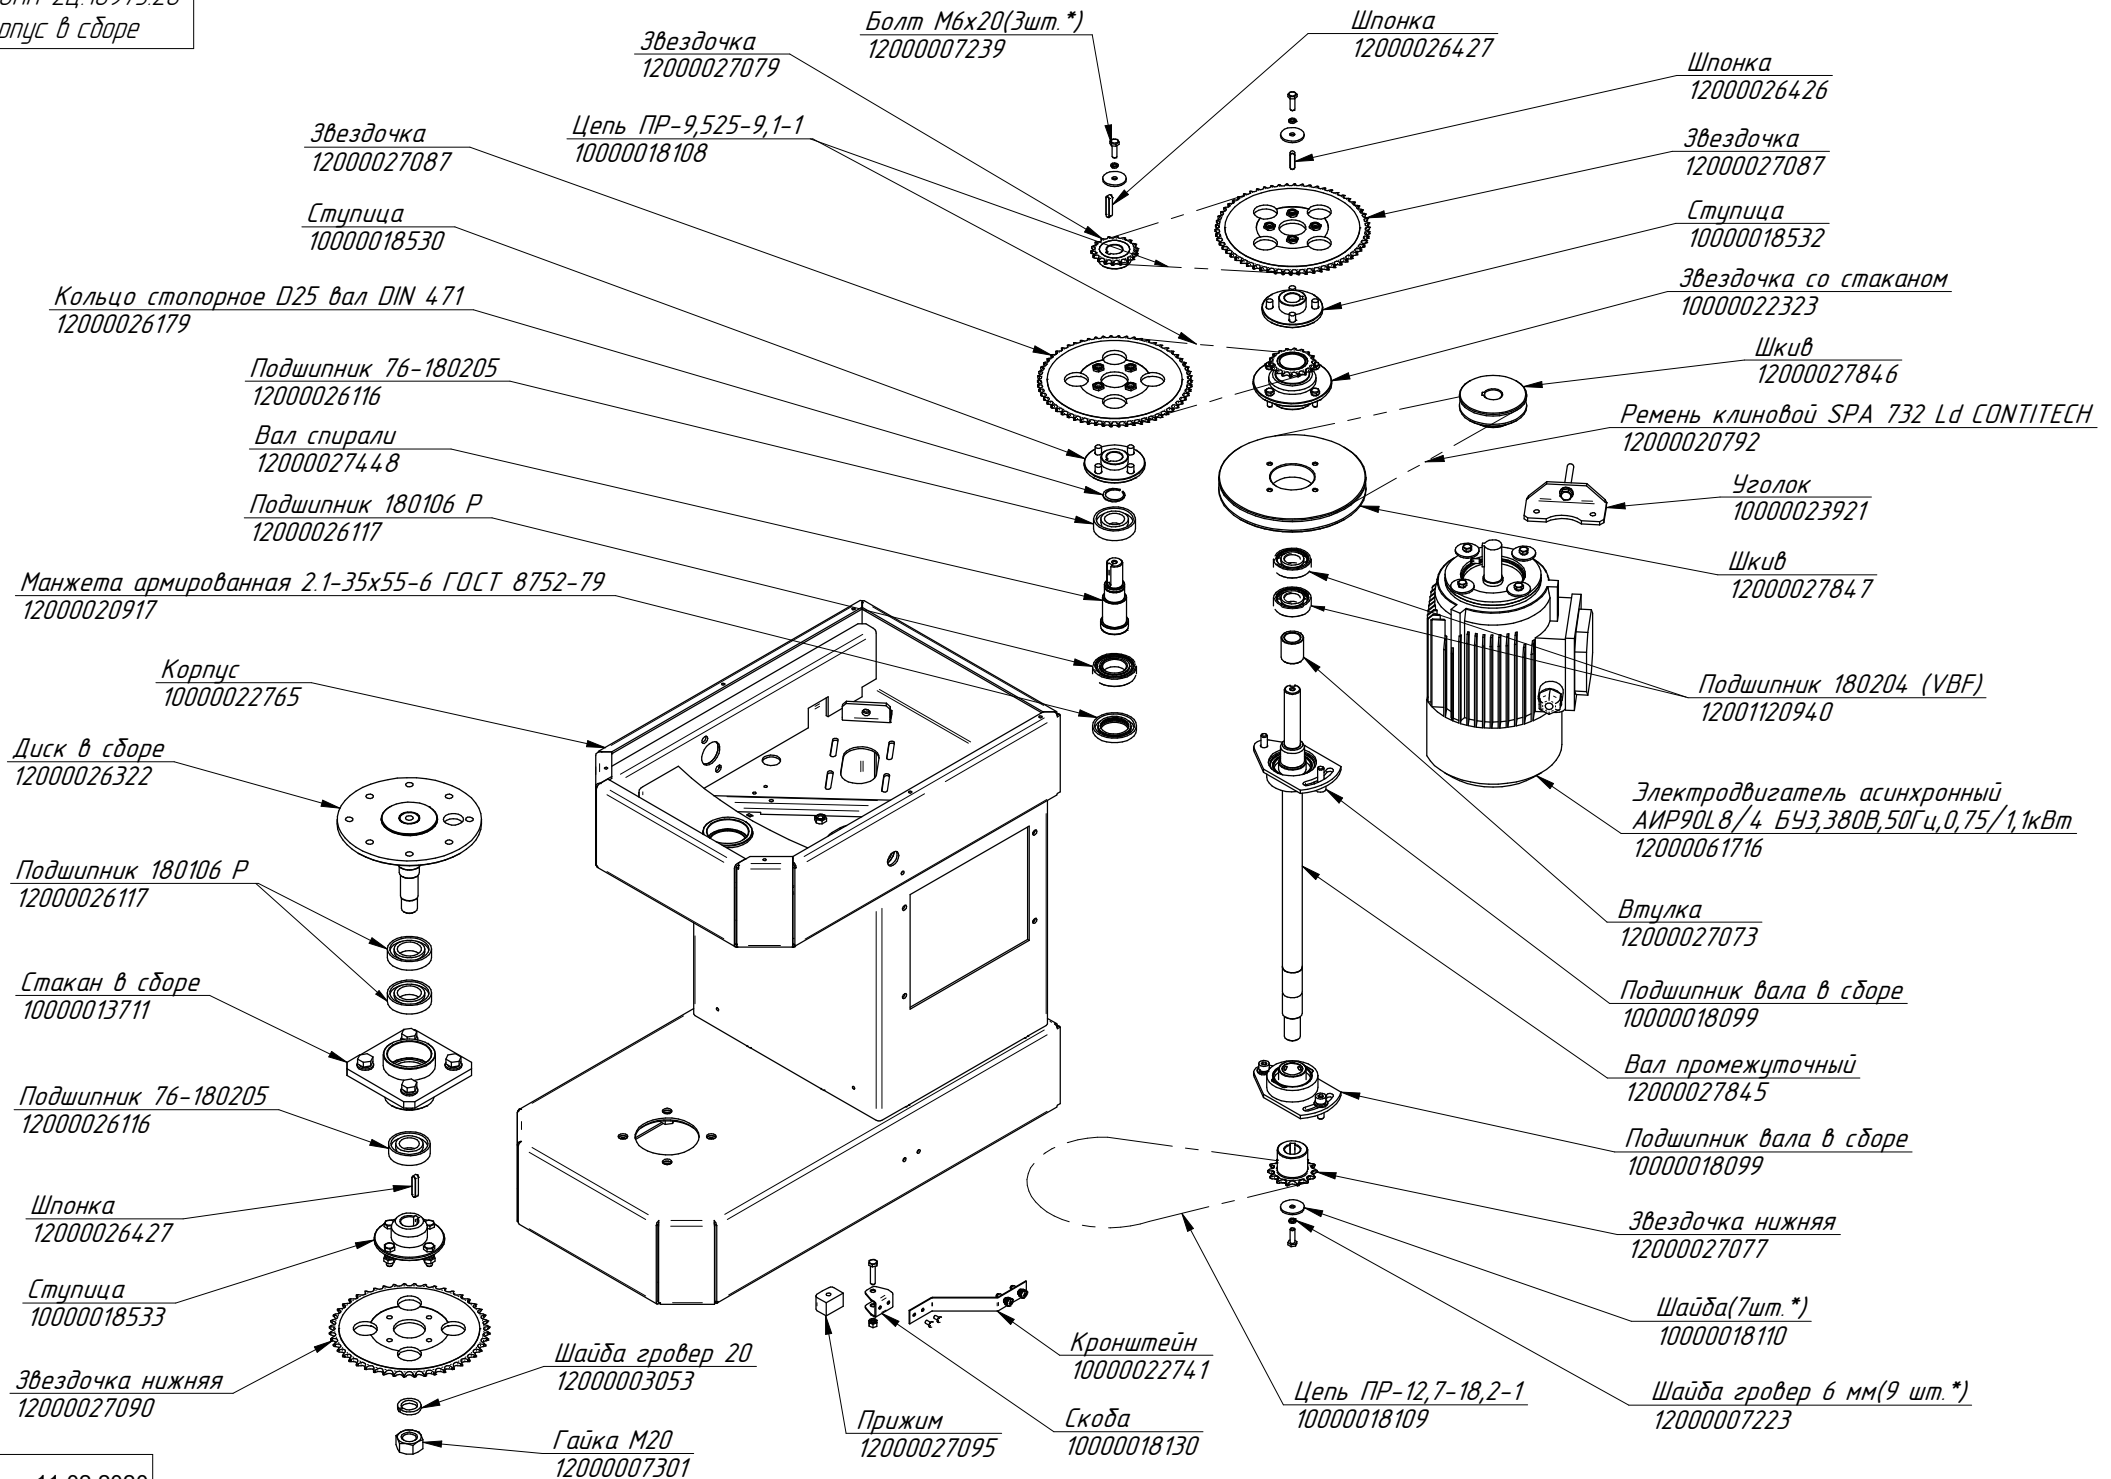 рпус в сборе
Болт М6х20(3шт.*)
12000007239
Шпонка
12000026427
Звездочка
12000027079
Шпонка
12000026426
Звездочка
12000027087
Цепь ПР-9,525-9,1-1
10000018108
Звездочка
12000027087
Ступица
10000018530
Ступица
10000018532
Кольцо стопорное D25 вал DIN 471
12000026179
Звездочка со стаканом
10000022323
Подшипник 76-180205
12000026116
Шкив
12000027846
Вал спирали
12000027448
Ремень клиновой SPA 732 Ld CONTITECH
12000020792
Подшипник 180106 Р
12000026117
Уголок
10000023921
Манжета армированная 2.1-35х55-6 ГОСТ 8752-79
12000020917
Шкив
12000027847
Корпус
10000022765
Подшипник 180204 (VBF)
12001120940
Диск в сборе
12000026322
Электродвигатель асинхронный
АИР90L8/4 БУ3,380В,50Гц,0,75/1,1кВт
12000061716
Подшипник 180106 Р
12000026117
Втулка
12000027073
Стакан в сборе
10000013711
Подшипник вала в сборе
10000018099
Подшипник 76-180205
12000026116
Вал промежуточный
12000027845
Подшипник вала в сборе
10000018099
Шпонка
12000026427
Звездочка нижняя
12000027077
Ступица
10000018533
Шайба(7шт.*)
10000018110
Шайба гровер 20
12000003053
Кронштейн
10000022741
Звездочка нижняя
12000027090
Цепь ПР-12,7-18,2-1
10000018109
Шайба гровер 6 мм(9 шт.*)
12000007223
Прижим
12000027095
Скоба
10000018130
Гайка М20
12000007301